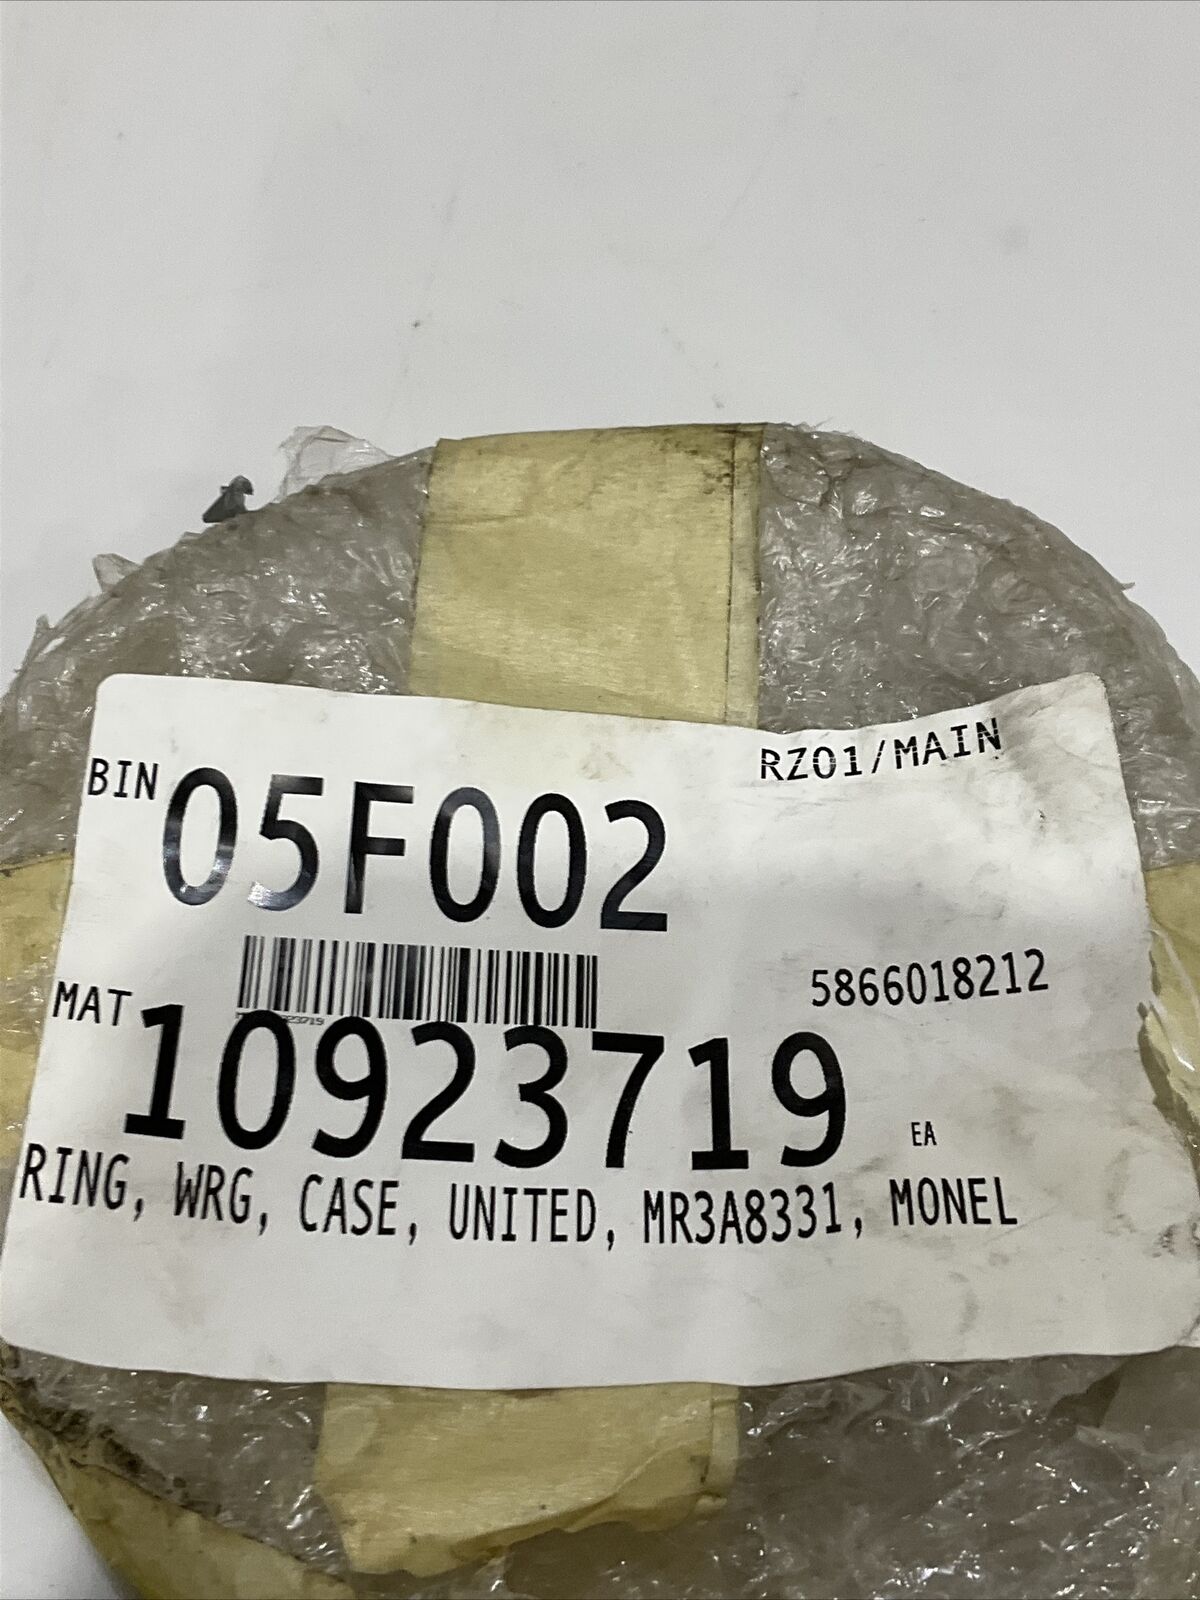 RZ01/MAIN
BIN 05F002
5866018212
MAT 10923719
EA
RING, WRG, CASE, UNITED, MR3A8331, MONEL